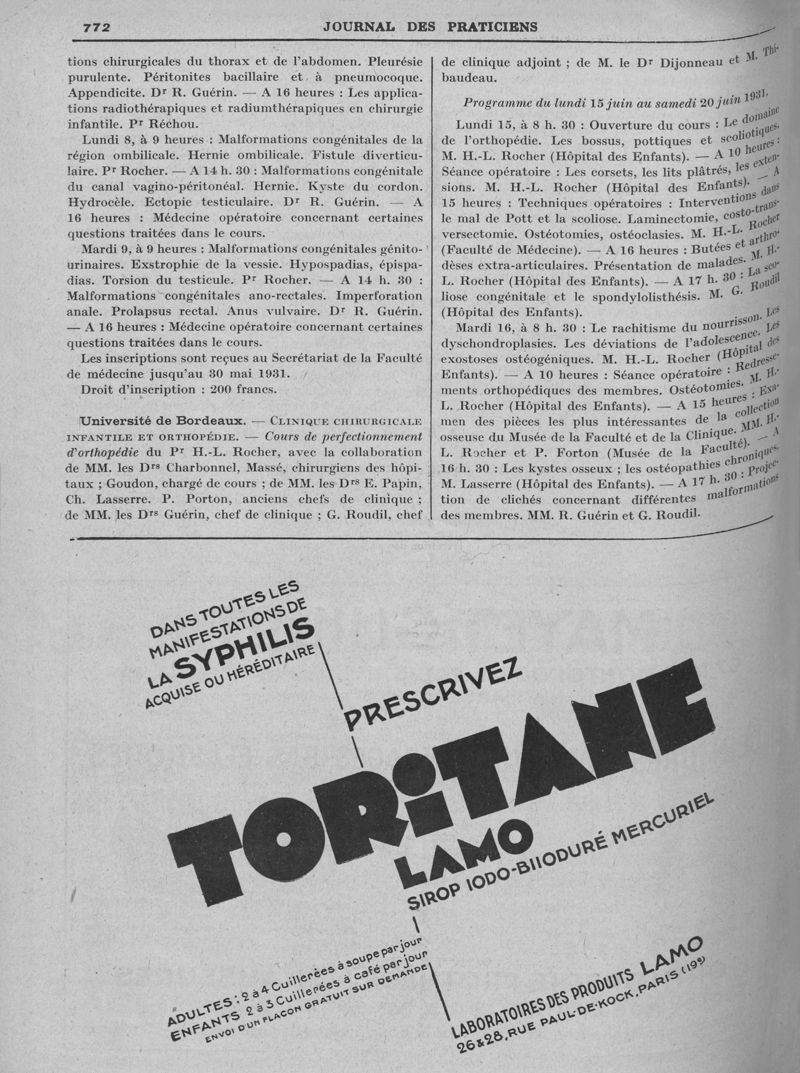 772
JOURNAL DES PRATICIENS
tions chirurgicales du thorax et de l'abdomen. Pleurésie
purulente. Péritonites bacillaire et à pneumocoque.
Appendicite. Dr R. Guérin. — A 16 heures : Les applica-
tions radiothérapiques et radiumthérapiques en chirurgie
infantile. Pr Réchou.
Lundi 8, à 9 heures : Malformations congénitales de la
région ombilicale. Hernie ombilicale. Fistule diverticu-
laire. Pr Rocher. — A 14 h. 30 : Malformations congénitale
du canal vagino-péritonéal. Hernie. Kyste du cordon.
Hydrocèle. Ectopie testiculaire. Dr R. Guérin. — A
16 heures : Médecine opératoire concernant certaines
questions traitées dans le cours.
Mardi 9, à 9 heures : Malformations congénitales génito-
urinaires. Exstrophie de la vessie. Hypospadias, épispa-
dias. Torsion du testicule. Pr Rocher. — A 14 h. 30 :
Malformations congénitales ano-rectales. Imperforation
anale. Prolapsus rectal. Anus vulvaire. Dr R. Guérin.
— A 16 heures : Médecine opératoire concernant certaines
questions traitées dans le cours.
Les inscriptions sont reçues au Secrétariat de la Faculté
de médecine jusqu'au 30 mai 1931.
Droit d'inscription : 200 francs.
Université de Bordeaux. — CLINIQUE CHIRURGICALE
INFANTILE ET ORTHOPÉDIE. — Cours de perfectionnement
d'orthopédie du Pr H.-L. Rocher, avec la collaboration
de MM. les Drs Charbonnel, Massé, chirurgiens des hôpi-
taux ; Goudon, chargé de cours ; de MM. les Drs E. Papin,
Ch. Lasserre. P. Porton, anciens chefs de clinique ;
de MM. les Drs Guérin, chef de clinique ; G. Roudil, chef
de clinique adjoint ; de M. le Dr Dijonneau et M. Thi-
baudeau.
Programme du lundi 15 juin au samedi 20 juin 1931.
Lundi 15, à 8 h. 30 : Ouverture du cours : Le domaine
de l'orthopédie. Les bossus, pottiques et scoliotiques.
M. H.-L. Rocher (Hôpital des Enfants). — A 10 heures :
Séance opératoire : Les corsets, les lits plâtrés, les exten-
sions. M. H.-L. Rocher (Hôpital des Enfants). — A
15 heures : Techniques opératoires : Interventions dans
le mal de Pott et la scoliose. Laminectomie, costo-trans-
versectomie. Ostéotomies, ostéoclasies. M. H.-L. Rocher
(Faculté de Médecine). — A 16 heures : Butées et arthro-
dèses extra-articulaires. Présentation de malades. M. H.-
L. Rocher (Hôpital des Enfants). — A 17 h. 30 : La sco-
liose congénitale et le spondylolisthésis. M. G. Roudil
(Hôpital des Enfants).
Mardi 16, à 8 h. 30 : Le rachitisme du nourrisson. Les
dyschondroplasies. Les déviations de l'adolescence. Les
exostoses ostéogéniques. M. H.-L. Rocher (Hôpital des
Enfants). — A 10 heures : Séance opératoire : Redresse-
ments orthopédiques des membres. Ostéotomies. M. H.-
L. Rocher (Hôpital des Enfants). — A 15 heures : Exa-
men des pièces les plus intéressantes de la collection
osseuse du Musée de la Faculté et de la Clinique. MM. H.-
L. Rocher et P. Forton (Musée de la Faculté). — A
16 h. 30 : Les kystes osseux ; les ostéopathies chroniques.
M. Lasserre (Hôpital des Enfants). — A 17 h. 30 : Projec-
tion de clichés concernant différentes malformations
des membres. MM. R. Guérin et G. Roudil.
DANS TOUTES LES
MANIFESTATIONS DE
LA SYPHILIS
ACQUISE OU HÉRÉDITAIRE
PRESCRIVEZ
TORITANE
LAMO
SIROP IODO-BIIODURÉ MERCURIEL
ADULTES : 2 à 4 Cuillerées à soupe par jour
ENFANTS 2 à 3 Cuillerées à café par jour
ENVOI D'UN FLACON GRATUIT SUR DEMANDE
LABORATOIRES DES PRODUITS LAMO
26 & 28, RUE PAUL-DE-KOCK, PARIS (19e)